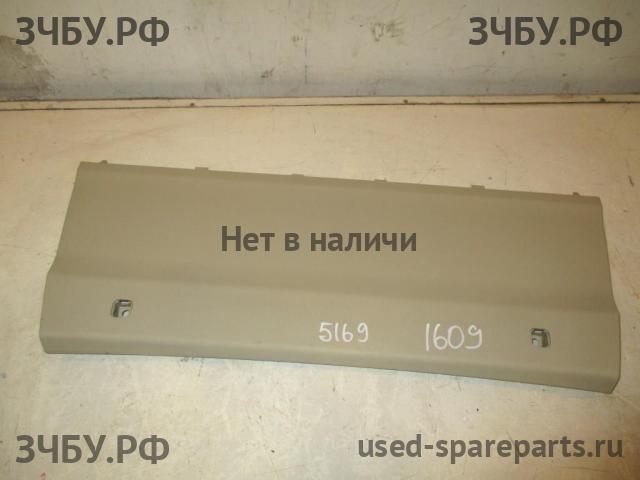 ЗЧБУ.РФ ЗЧБУ.РФ
Нет в наличи
5169 1609
ЗЧБУ.РФ used-spareparts.ru